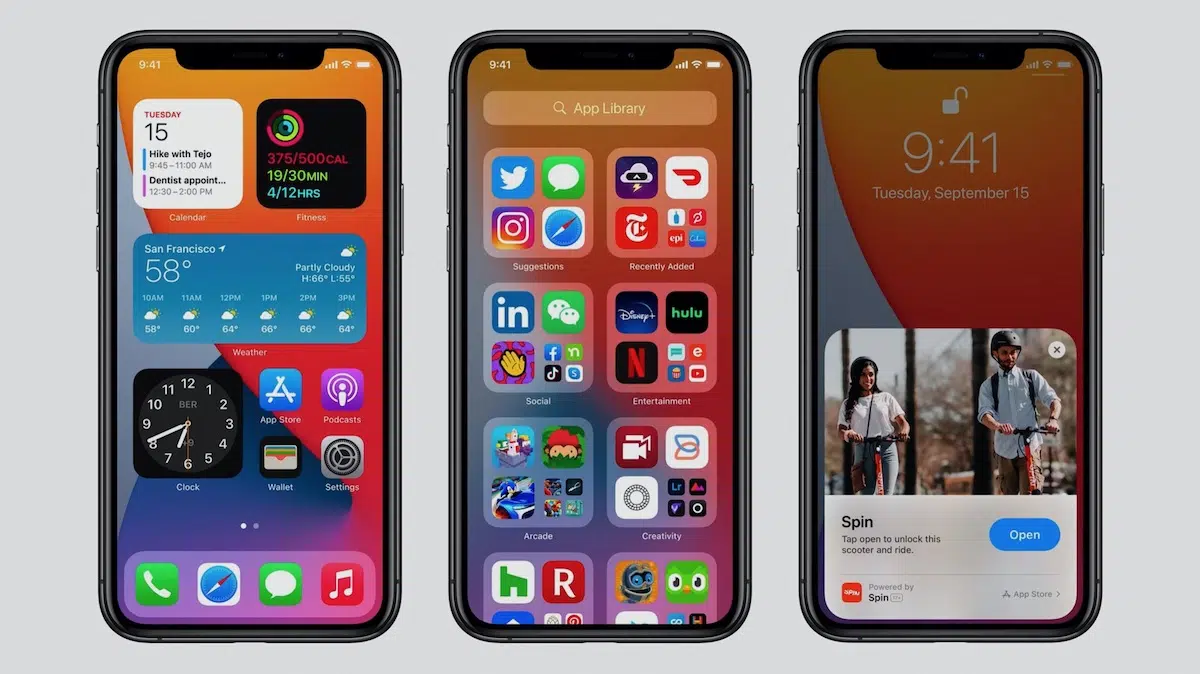 9:41
TUESDAY
15
Hike with Tejo
9:45–11:00 AM
Dentist appoint...
12:30–2:00 PM
Calendar
375/500CAL
19/30MIN
4/12HRS
Fitness
San Francisco
58°
Partly Cloudy
H:66° L:55°
10AM 11AM 12PM 1PM 2PM 3PM
58° 60° 64° 66° 66° 64°
Weather
BER
12 1 2 3 4 5 6 7 8 9 10 11
Clock
App Store
Podcasts
Wallet
Settings
9:41
App Library
Suggestions
epi
Recently Added
in
Social
Disney+
hulu
N
Entertainment
Arcade
Lr
Creativity
R
9:41
Tuesday, September 15
Spin
Tap open to unlock this
scooter and ride.
Open
Powered by
Spin
App Store